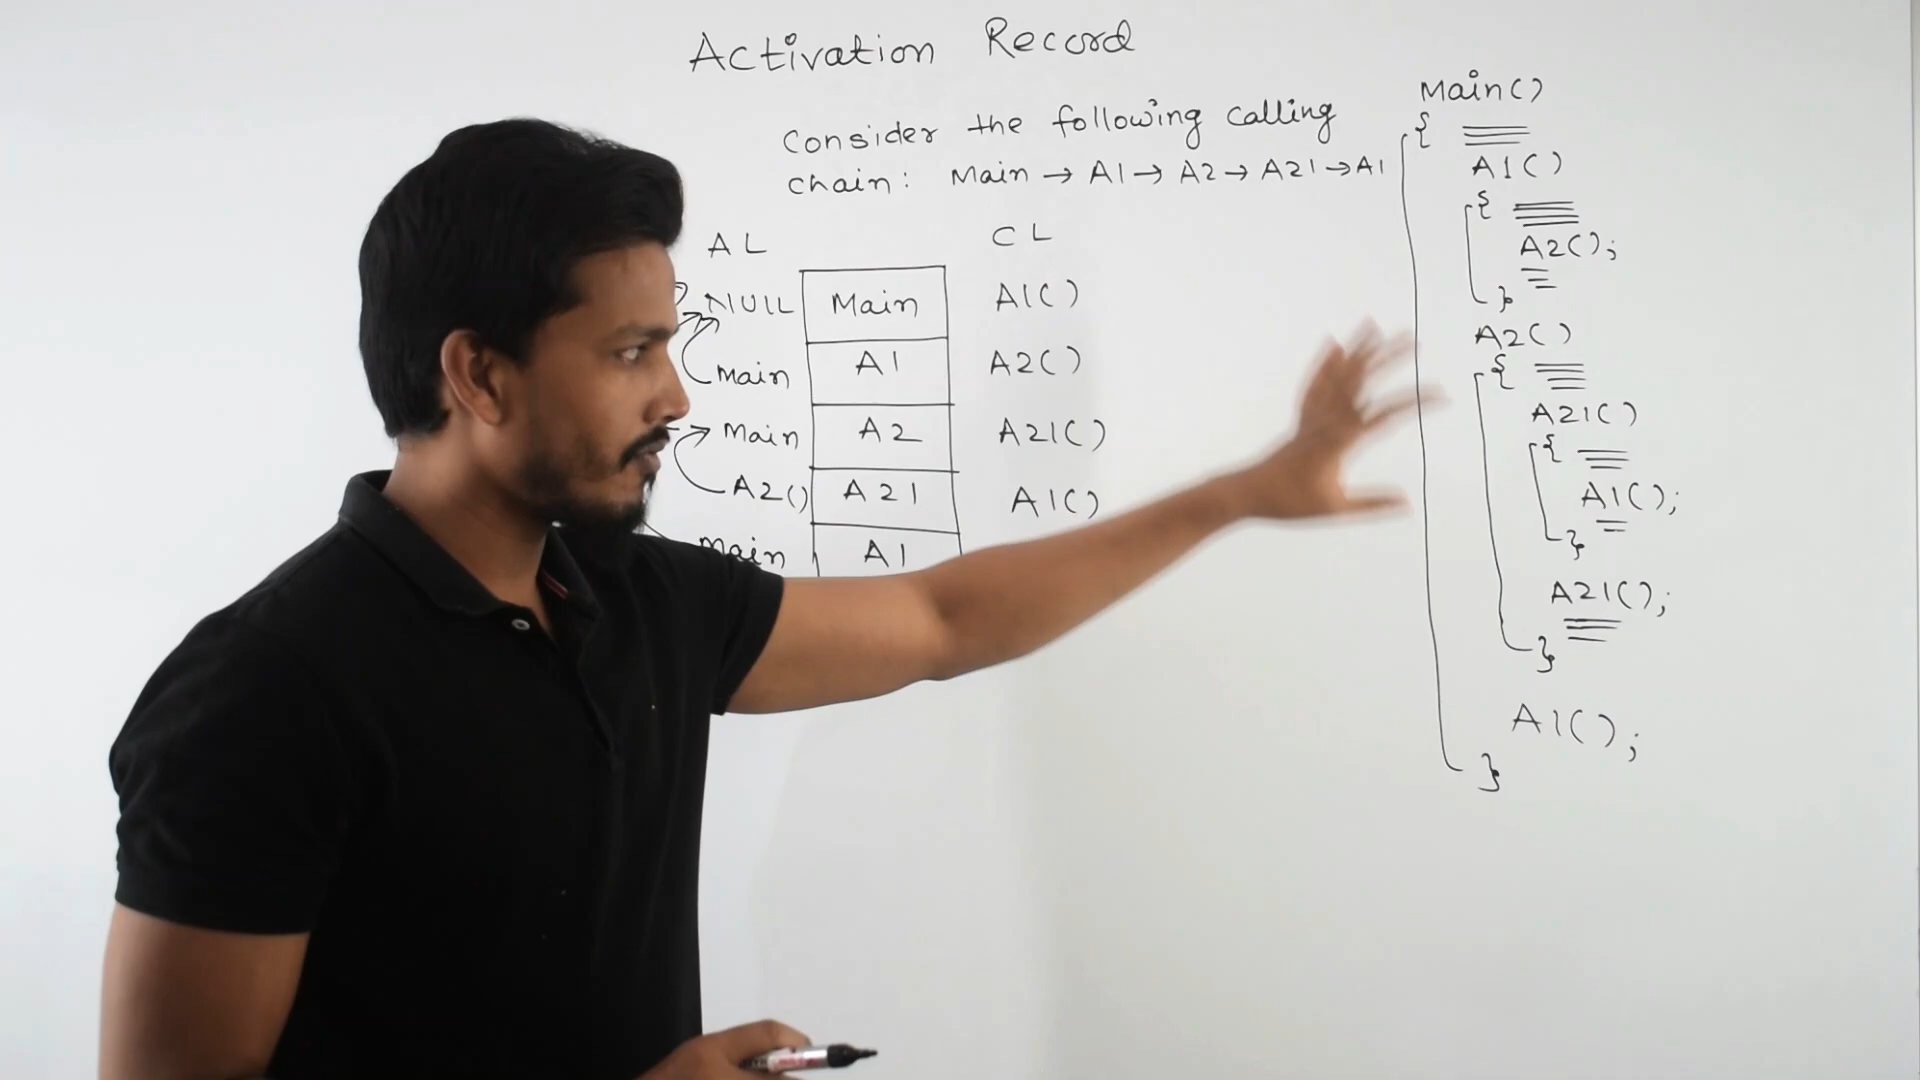 Activation Record
Consider the following calling
chain: Main → A1 → A2 → A21 → A1
AL CL
NULL Main A1()
Main A1 A2()
Main A2 A21()
A2() A21 A1()
Main A1
Main()
{
A1()
{
A2();
}
A2()
{
A21()
{
A1();
}
A21();
}
A1();
}